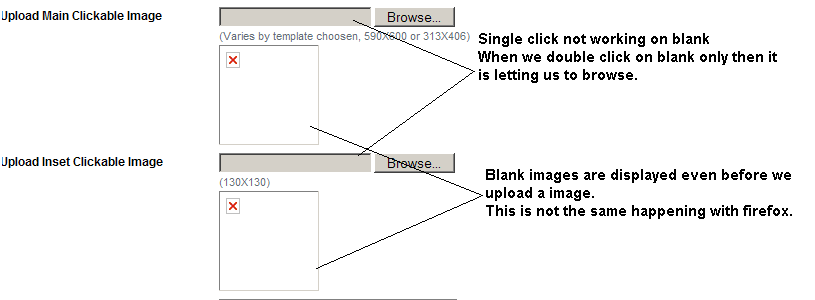 Upload Main Clickable Image
Browse...
(Varies by template choosen, 590X600 or 313X406)
Single click not working on blank
When we double click on blank only then it
is letting us to browse.
Upload Inset Clickable Image
Browse...
(130X130)
Blank images are displayed even before we
upload a image.
This is not the same happening with firefox.